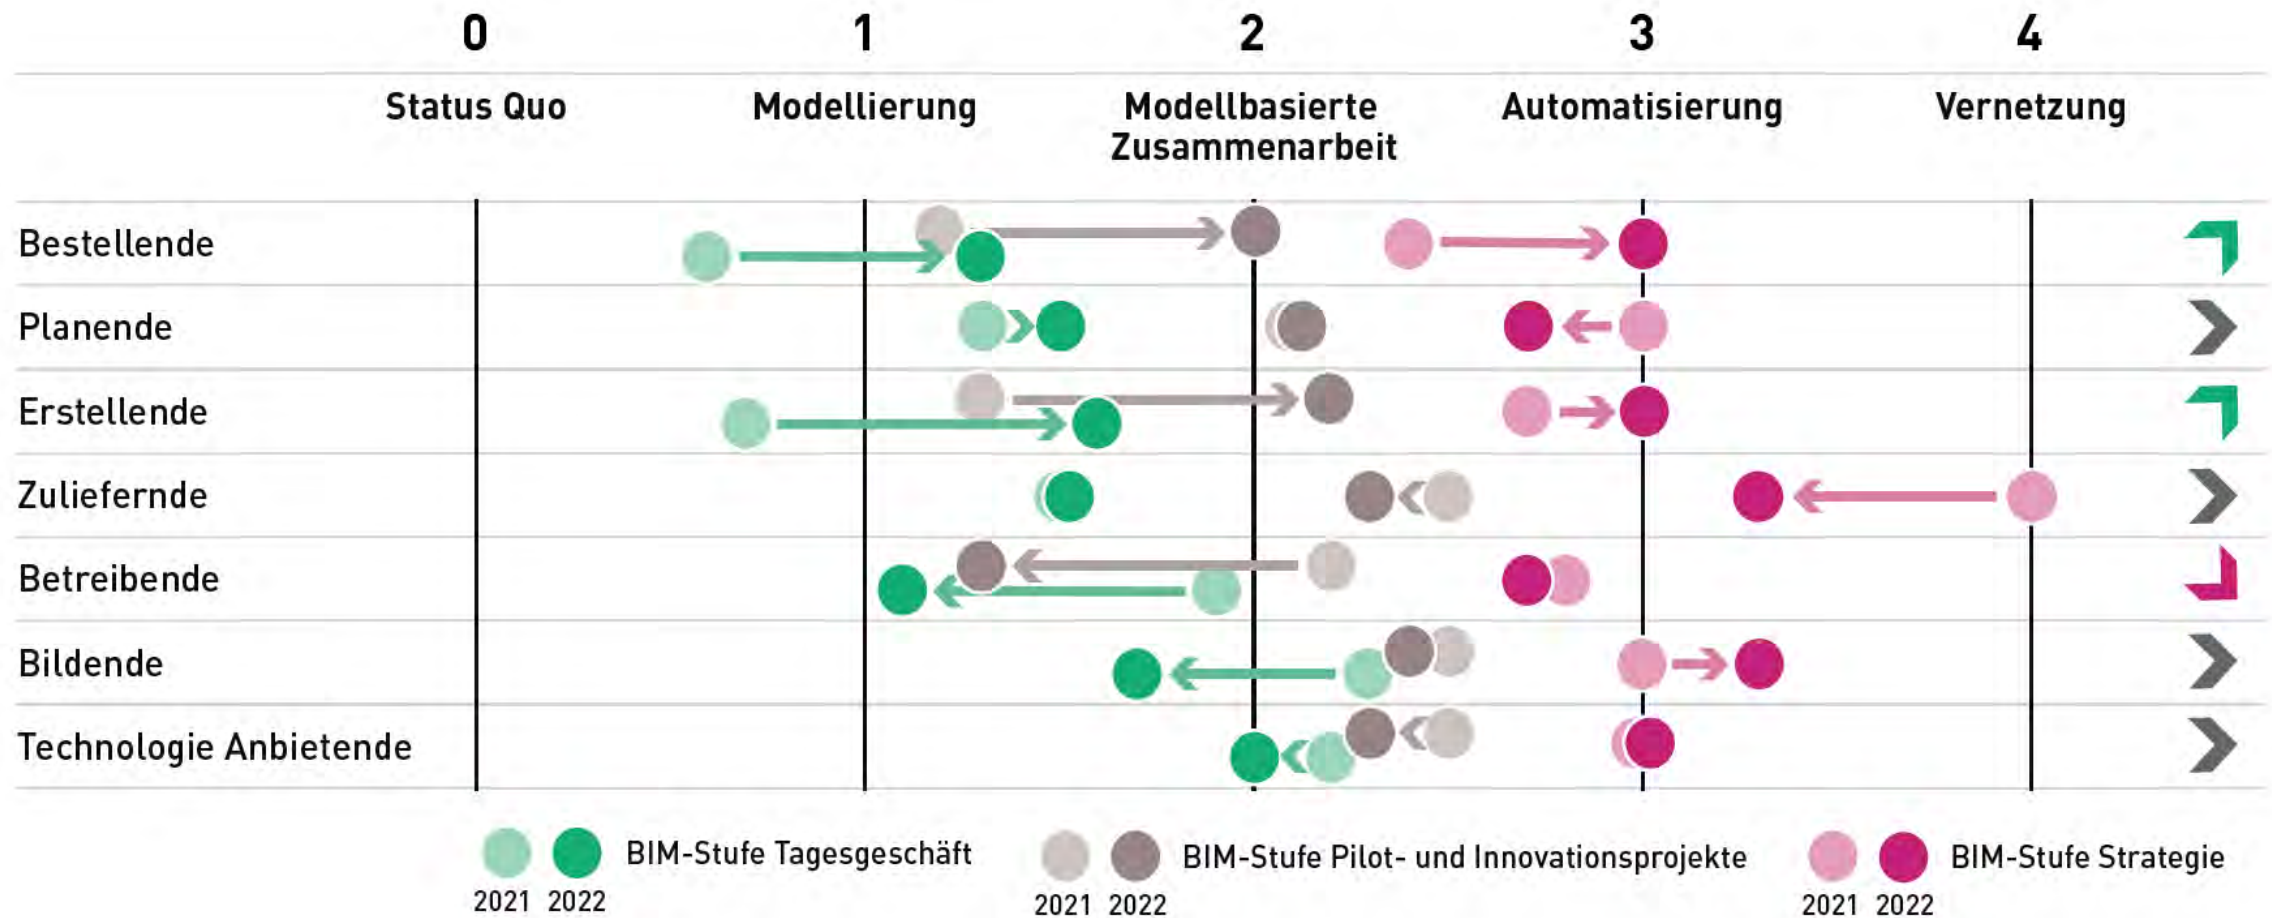 0 1 2 3 4
Status Quo Modellierung Modellbasierte Zusammenarbeit Automatisierung Vernetzung
Bestellende
Planende
Erstellende
Zuliefernde
Betreibende
Bildende
Technologie Anbietende
BIM-Stufe Tagesgeschäft BIM-Stufe Pilot- und Innovationsprojekte BIM-Stufe Strategie
2021 2022 2021 2022 2021 2022